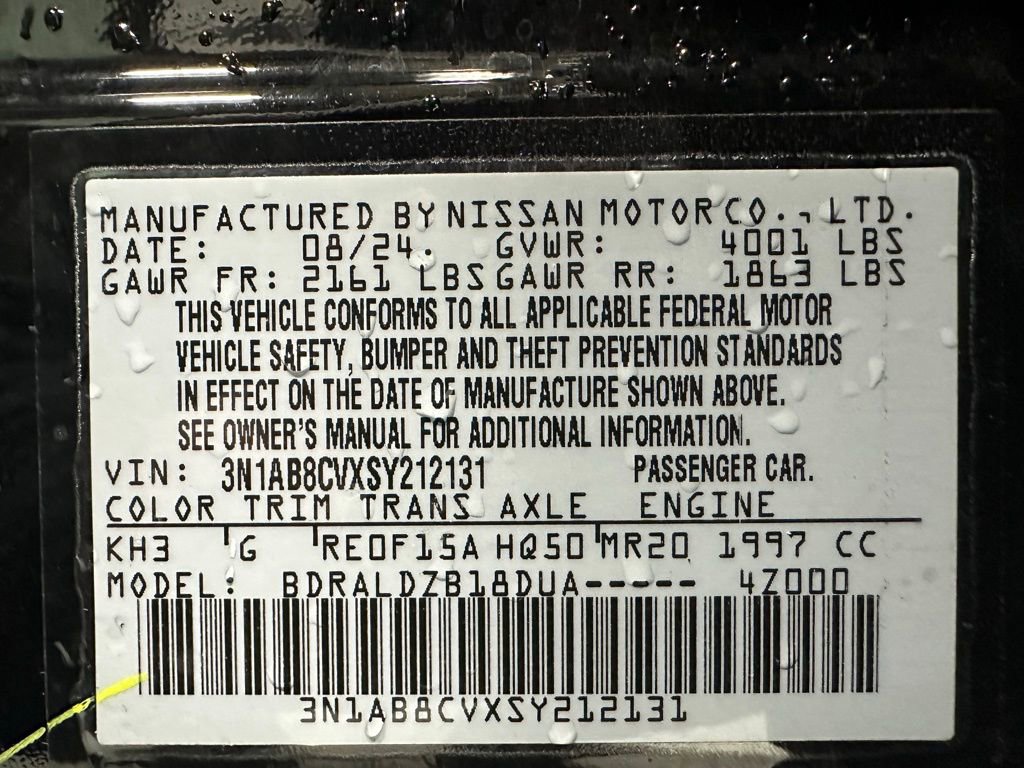 MANUFACTURED BY NISSAN MOTOR CO., LTD.
DATE: 08/24. GVWR: 4001 LBS
GAWR FR: 2161 LBS GAWR RR: 1863 LBS
THIS VEHICLE CONFORMS TO ALL APPLICABLE FEDERAL MOTOR
VEHICLE SAFETY, BUMPER AND THEFT PREVENTION STANDARDS
IN EFFECT ON THE DATE OF MANUFACTURE SHOWN ABOVE.
SEE OWNER'S MANUAL FOR ADDITIONAL INFORMATION.
VIN: 3N1AB8CVXSY212131 PASSENGER CAR.
COLOR TRIM TRANS AXLE ENGINE
KH3 G RE0F15A HQ50 MR20 1997 CC
MODEL: BDRALDZB18DUA----- 4Z000
3N1AB8CVXSY212131